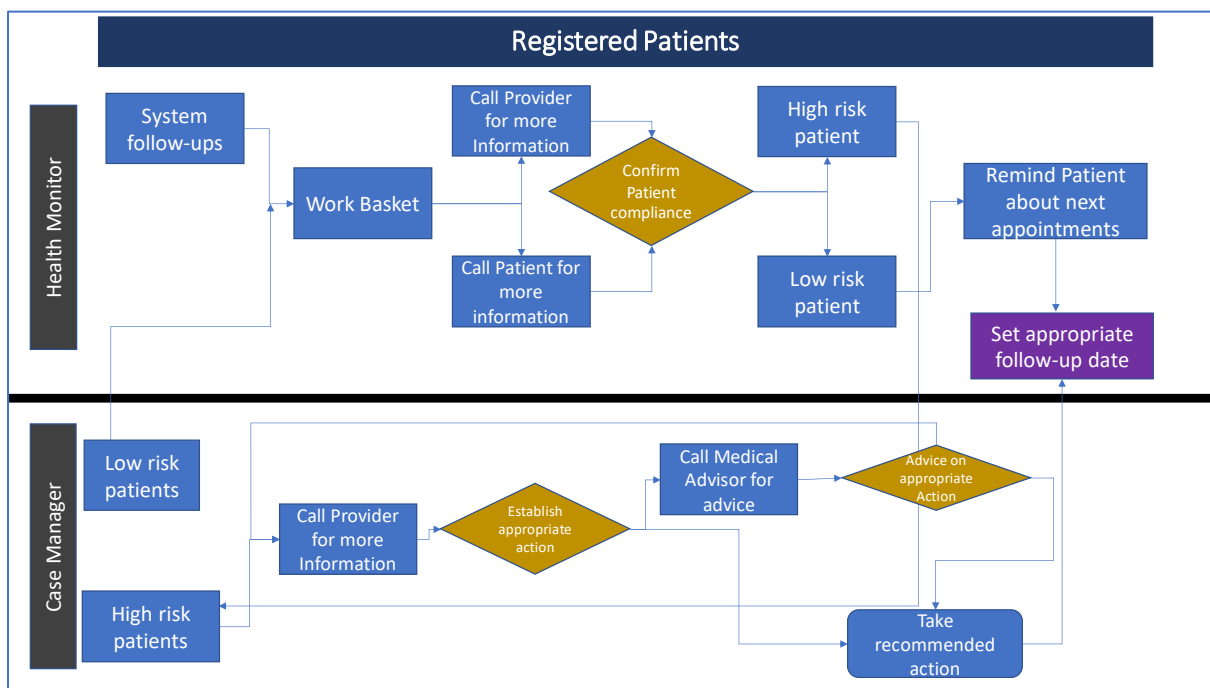 Registered Patients
Health Monitor
System
follow-ups
Work Basket
Call Provider
for more
Information
Call Patient for
more
information
Confirm
Patient
compliance
High risk
patient
Low risk
patient
Remind Patient
about next
appointments
Set appropriate
follow-up date
Case Manager
Low risk
patients
High risk
patients
Call Provider
for more
Information
Establish
appropriate
action
Call Medical
Advisor for
advice
Advice on
appropriate
Action
Take
recommended
action